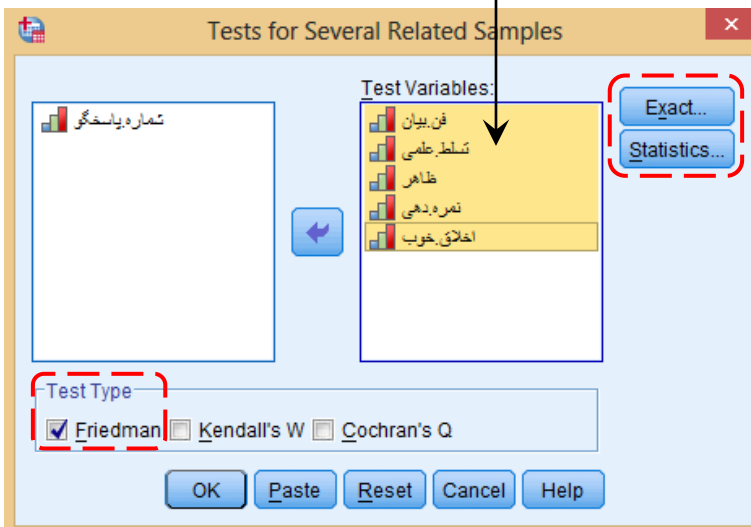 Tests for Several Related Samples
Test Variables:
شماره.پاسخگو
فن.بیان
تسلط.علمی
ظاهر
نمره.دهی
اخلاق.خوب
Exact...
Statistics...
Test Type
Friedman Kendall's W Cochran's Q
OK Paste Reset Cancel Help